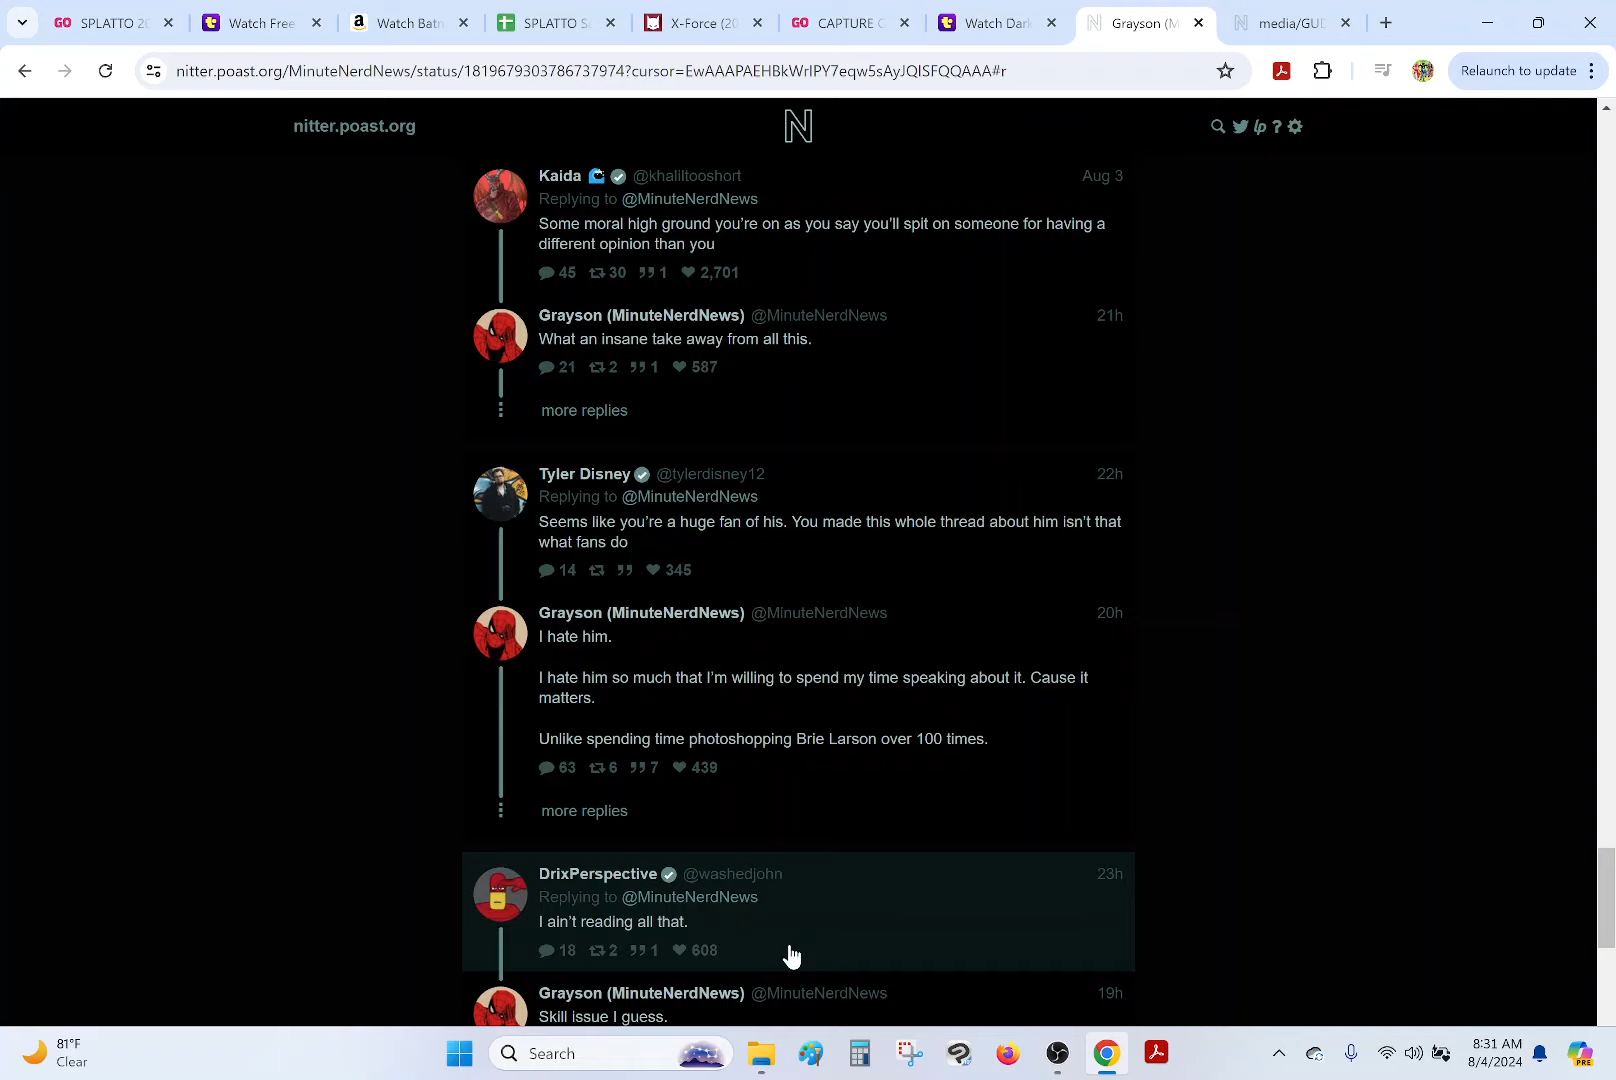 SPLATTO 20
Watch Free
Watch Batm
SPLATTO Se
X-Force (20
CAPTURE C
Watch Dark
Grayson (M
media/GUD
nitter.poast.org/MinuteNerdNews/status/1819679303786737974?cursor=EwAAAPAEHBkWrIPY7eqw5sAyJQISFQQAAA#r
Relaunch to update
nitter.poast.org
Kaida @khaliltooshort Aug 3
Replying to @MinuteNerdNews
Some moral high ground you're on as you say you'll spit on someone for having a
different opinion than you
45 30 1 2,701
Grayson (MinuteNerdNews) @MinuteNerdNews 21h
What an insane take away from all this.
21 2 1 587
more replies
Tyler Disney @tylerdisney12 22h
Replying to @MinuteNerdNews
Seems like you're a huge fan of his. You made this whole thread about him isn't that
what fans do
14 345
Grayson (MinuteNerdNews) @MinuteNerdNews 20h
I hate him.
I hate him so much that I'm willing to spend my time speaking about it. Cause it
matters.
Unlike spending time photoshopping Brie Larson over 100 times.
63 6 7 439
more replies
DrixPerspective @washedjohn 23h
Replying to @MinuteNerdNews
I ain't reading all that.
18 2 1 608
Grayson (MinuteNerdNews) @MinuteNerdNews 19h
Skill issue I guess.
81°F
Clear
Search
8:31 AM
8/4/2024